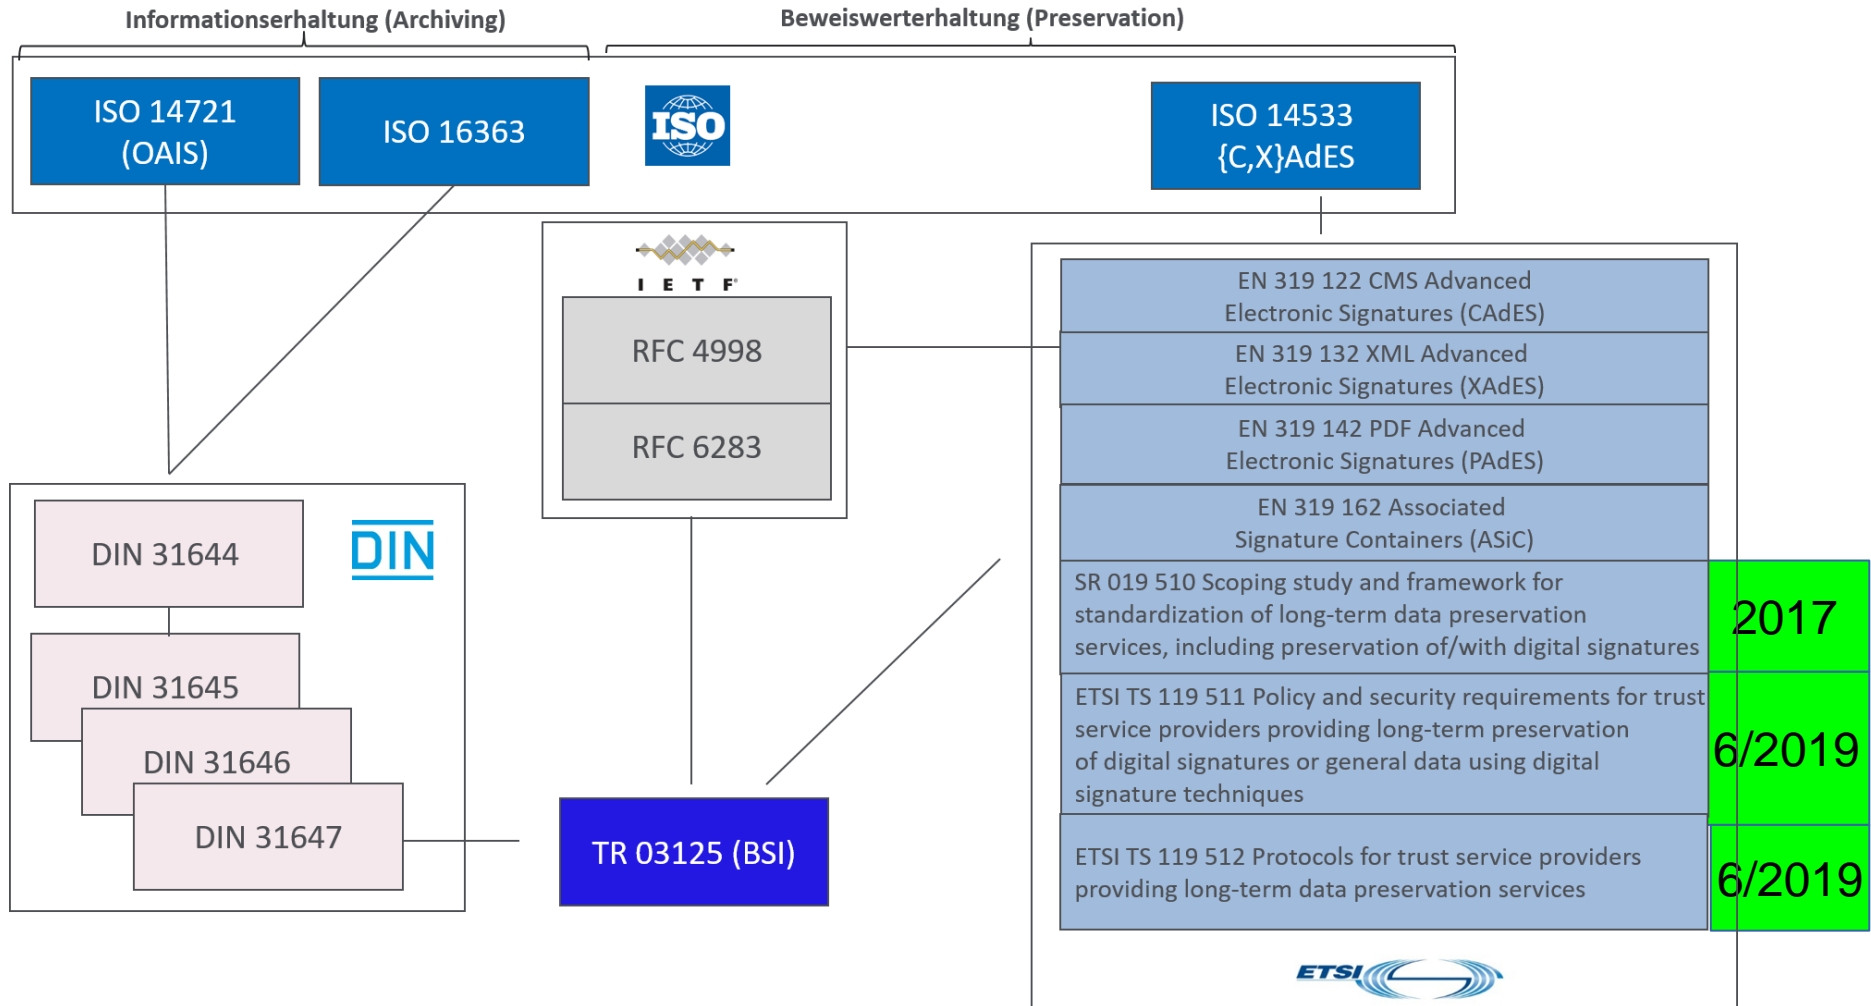 Informationserhaltung (Archiving)
Beweiswerterhaltung (Preservation)
ISO 14721
(OAIS)
ISO 16363
ISO
ISO 14533
{C,X}AdES
IETF®
RFC 4998
RFC 6283
EN 319 122 CMS Advanced
Electronic Signatures (CAdES)
EN 319 132 XML Advanced
Electronic Signatures (XAdES)
EN 319 142 PDF Advanced
Electronic Signatures (PAdES)
EN 319 162 Associated
Signature Containers (ASiC)
SR 019 510 Scoping study and framework for
standardization of long-term data preservation
services, including preservation of/with digital signatures
2017
ETSI TS 119 511 Policy and security requirements for trust
service providers providing long-term preservation
of digital signatures or general data using digital
signature techniques
6/2019
ETSI TS 119 512 Protocols for trust service providers
providing long-term data preservation services
6/2019
ETSI
DIN 31644
DIN
DIN 31645
DIN 31646
DIN 31647
TR 03125 (BSI)